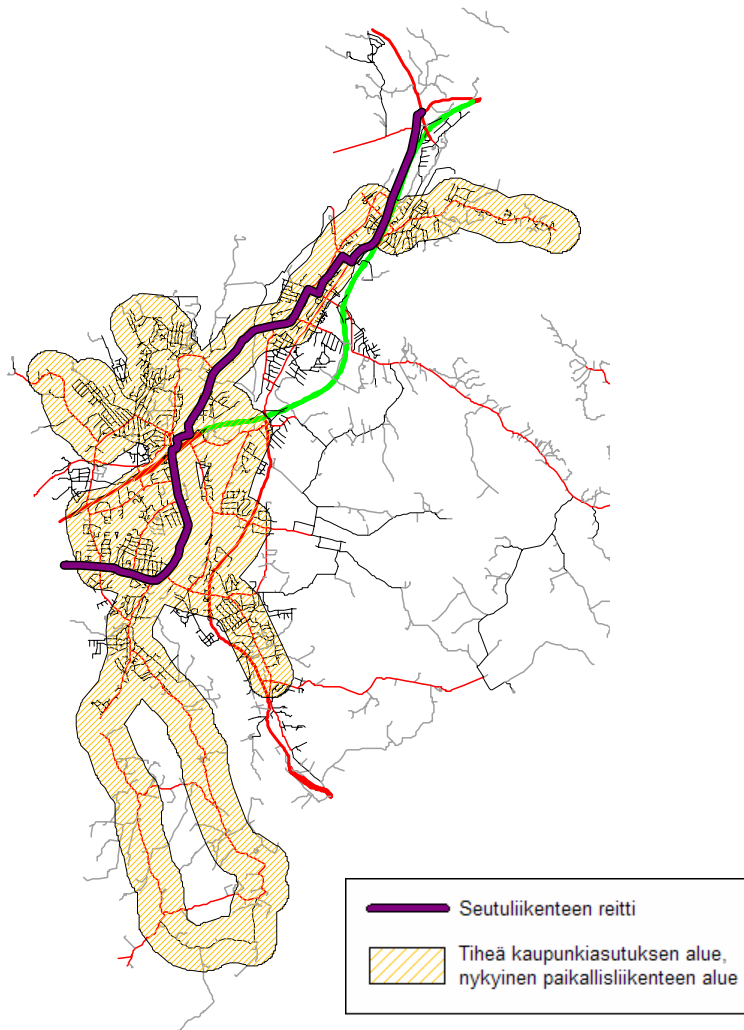 Seutuliikenteen reitti
Tiheä kaupunkiasutuksen alue,
nykyinen paikallisliikenteen alue